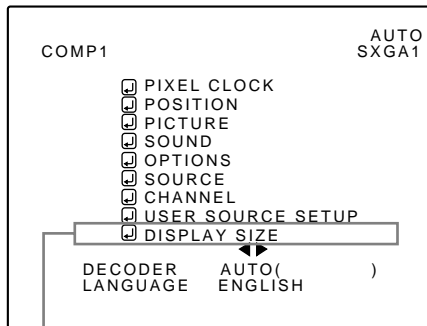 AUTO
COMP1 SXGA1
PIXEL CLOCK
POSITION
PICTURE
SOUND
OPTIONS
SOURCE
CHANNEL
USER SOURCE SETUP
DISPLAY SIZE
DECODER AUTO( )
LANGUAGE ENGLISH